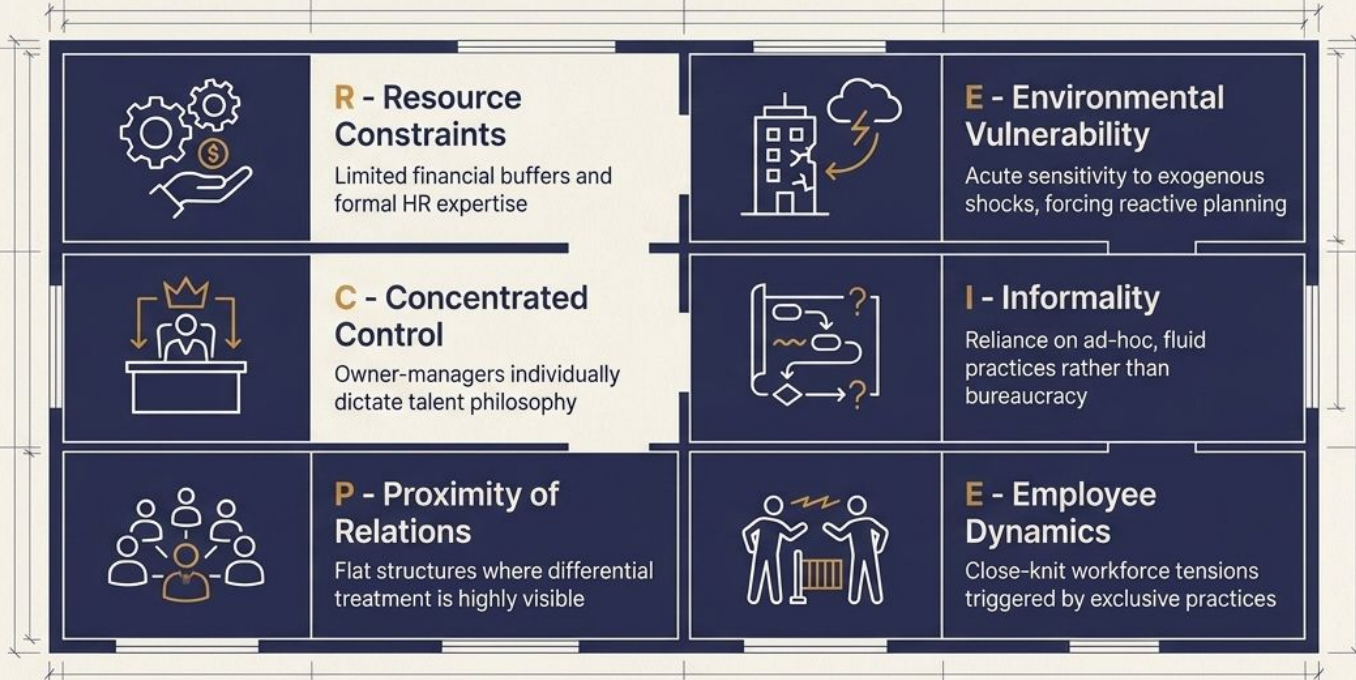 R - Resource
Constraints
Limited financial buffers and
formal HR expertise
$
E - Environmental
Vulnerability
Acute sensitivity to exogenous
shocks, forcing reactive planning
C - Concentrated
Control
Owner-managers individually
dictate talent philosophy
I - Informality
Reliance on ad-hoc, fluid
practices rather than
bureaucracy
?
?
P - Proximity of
Relations
Flat structures where differential
treatment is highly visible
E - Employee
Dynamics
Close-knit workforce tensions
triggered by exclusive practices